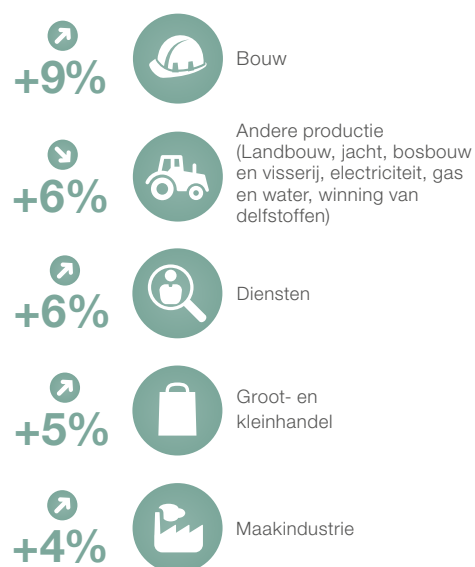 +9%
Bouw
+6%
Andere productie
(Landbouw, jacht, bosbouw
en visserij, electriciteit, gas
en water, winning van
delfstoffen)
+6%
Diensten
+5%
Groot- en
kleinhandel
+4%
Maakindustrie